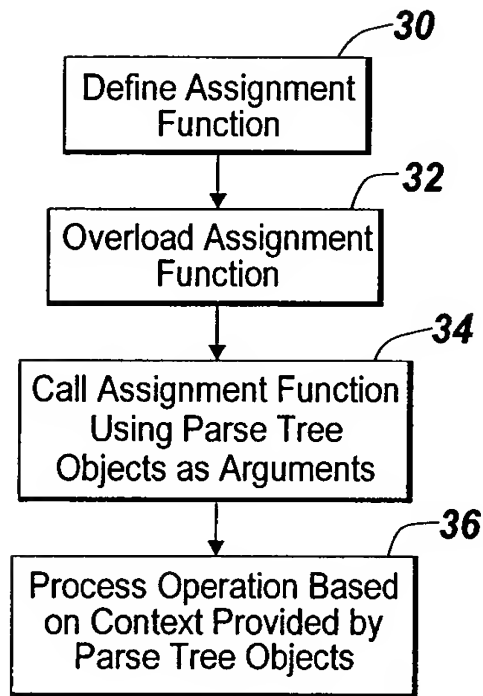 30
Define Assignment
Function
32
Overload Assignment
Function
34
Call Assignment Function
Using Parse Tree
Objects as Arguments
36
Process Operation Based
on Context Provided by
Parse Tree Objects